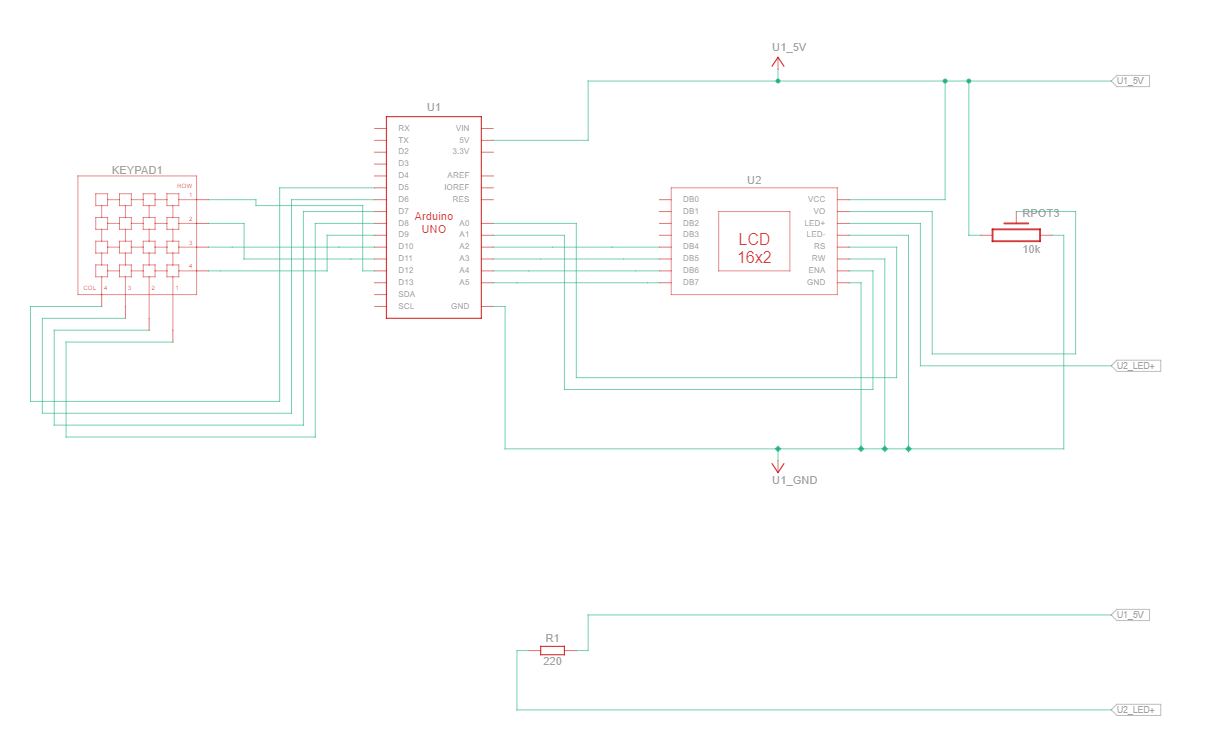 U1_5V
U1_5V
U1
RX VIN
TX 5V
D2 3.3V
D3
D4 AREF
D5 IOREF
D6 RES
D7
D8 A0
D9 A1
D10 A2
D11 A3
D12 A4
D13 A5
SDA
SCL GND
Arduino
UNO
KEYPAD1
ROW
1
2
3
4
COL 4 3 2 1
U2
DB0 VCC
DB1 VO
DB2 LED+
DB3 LED-
DB4 RS
DB5 RW
DB6 ENA
DB7 GND
LCD
16x2
RPOT3
10k
U2_LED+
U1_GND
U1_5V
R1
220
U2_LED+